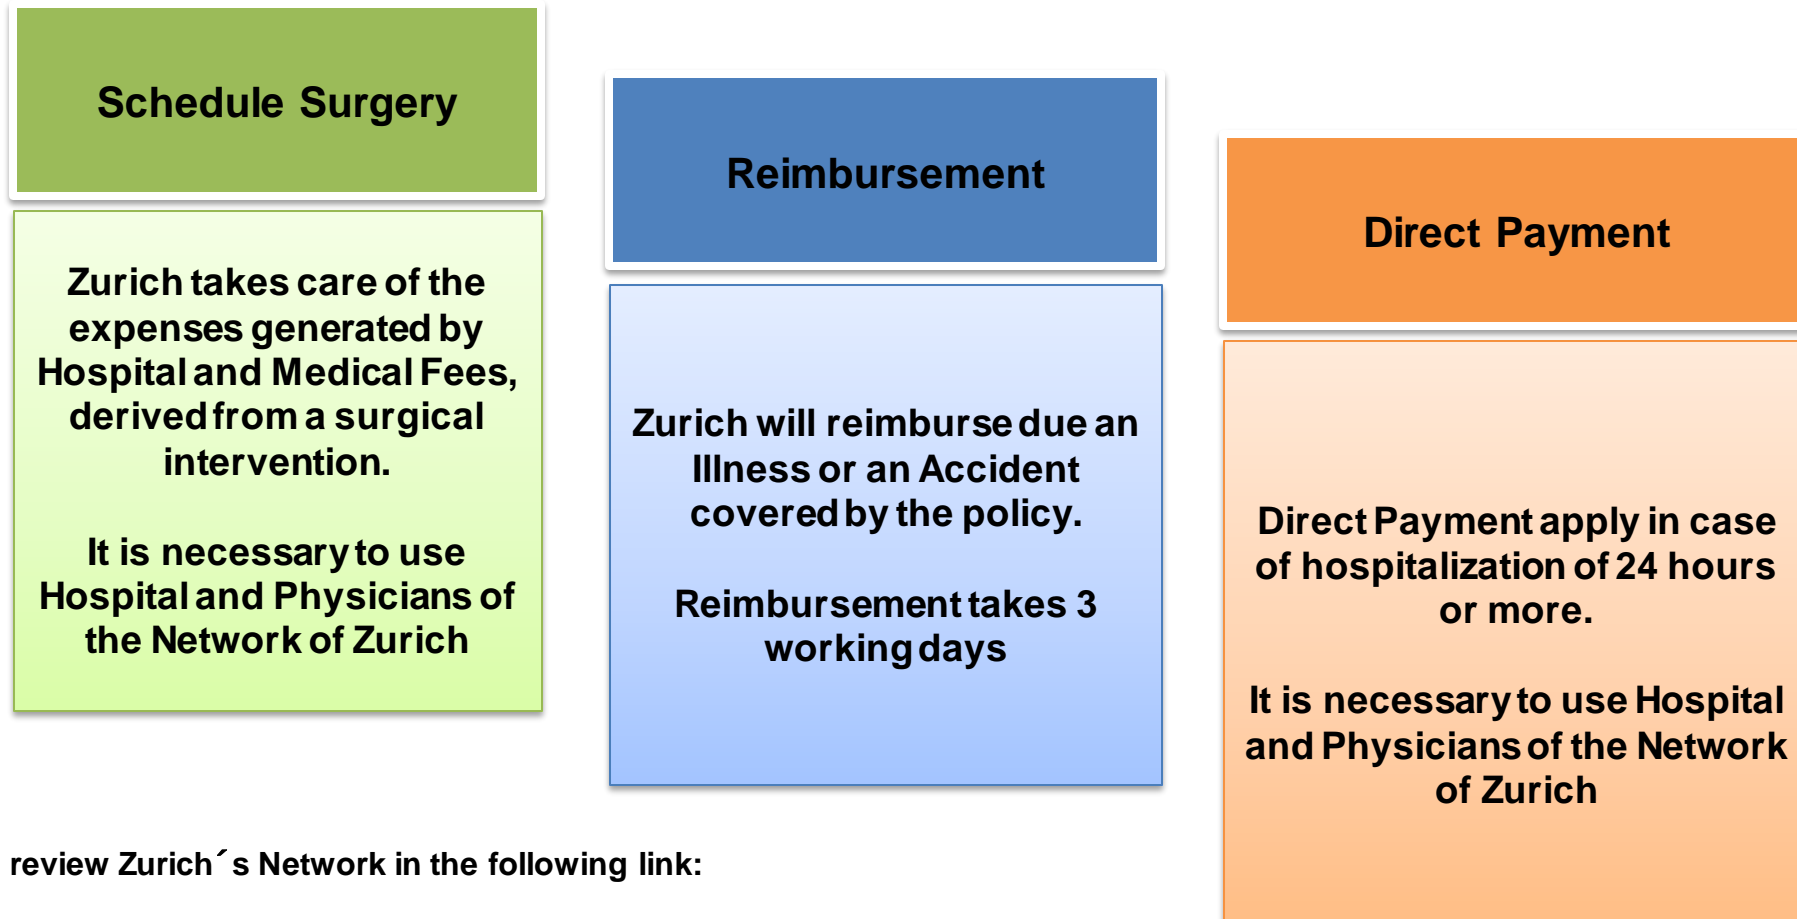 Schedule Surgery
Zurich takes care of the
expenses generated by
Hospital and Medical Fees,
derived from a surgical
intervention.
It is necessary to use
Hospital and Physicians of
the Network of Zurich
Reimbursement
Zurich will reimburse due an
Illness or an Accident
covered by the policy.
Reimbursement takes 3
working days
Direct Payment
Direct Payment apply in case
of hospitalization of 24 hours
or more.
It is necessary to use Hospital
and Physicians of the Network
of Zurich
review Zurich´s Network in the following link: